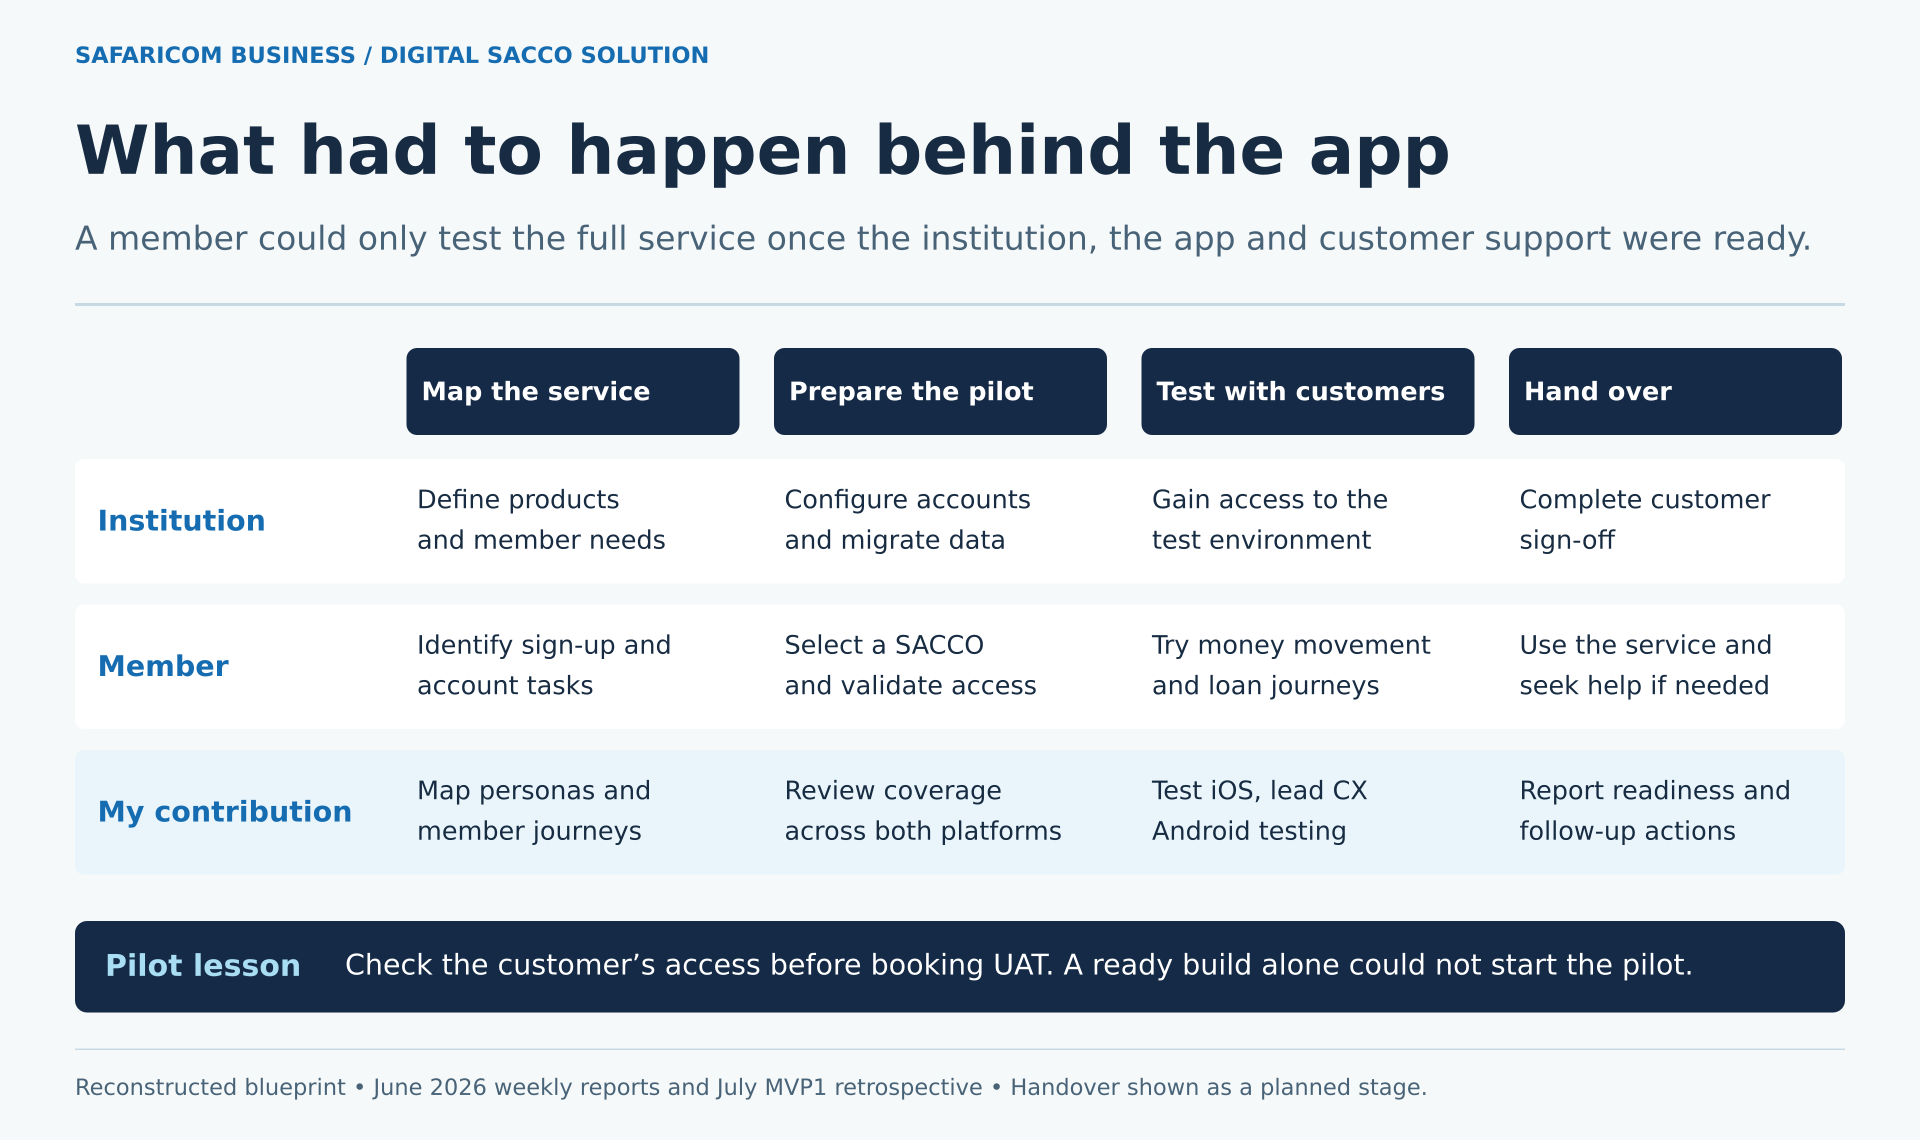 SAFARICOM BUSINESS / DIGITAL SACCO SOLUTION
What had to happen behind the app
A member could only test the full service once the institution, the app and customer support were ready.
Map the service
Prepare the pilot
Test with customers
Hand over
Institution
Define products
and member needs
Configure accounts
and migrate data
Gain access to the
test environment
Complete customer
sign-off
Member
Identify sign-up and
account tasks
Select a SACCO
and validate access
Try money movement
and loan journeys
Use the service and
seek help if needed
My contribution
Map personas and
member journeys
Review coverage
across both platforms
Test iOS, lead CX
Android testing
Report readiness and
follow-up actions
Pilot lesson
Check the customer’s access before booking UAT. A ready build alone could not start the pilot.
Reconstructed blueprint • June 2026 weekly reports and July MVP1 retrospective • Handover shown as a planned stage.